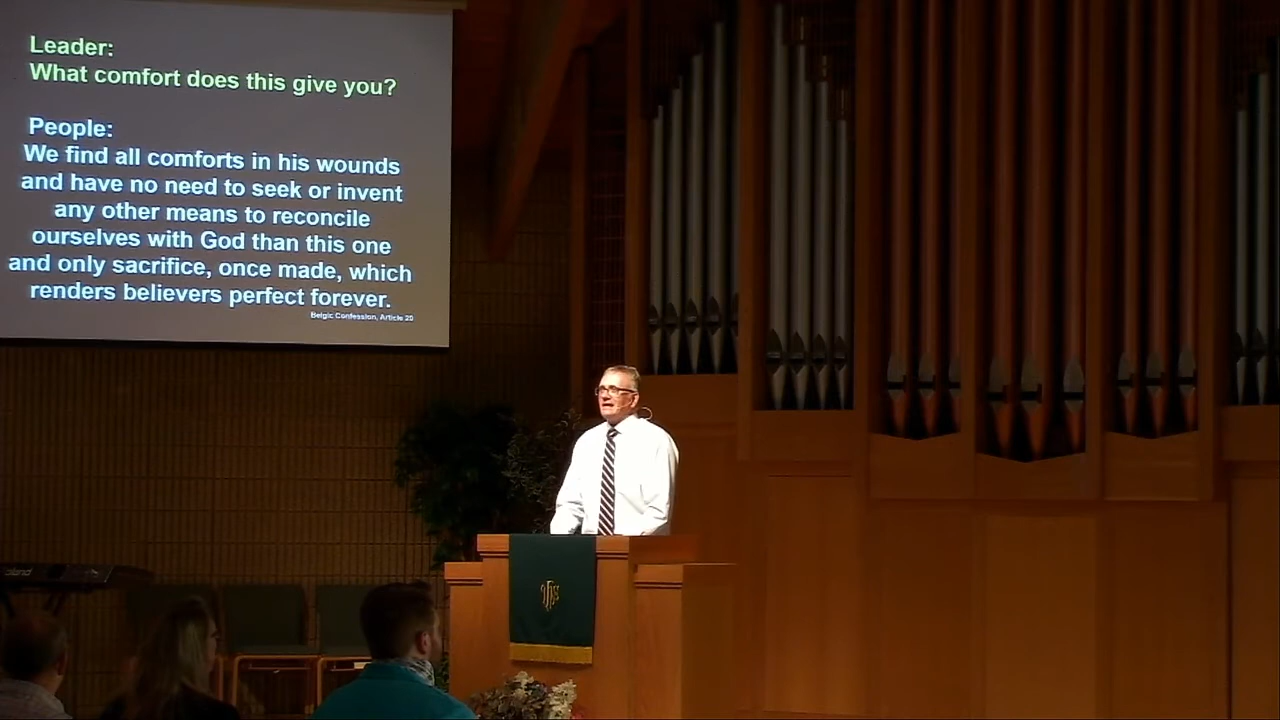 Leader:
What comfort does this give you?
People:
We find all comforts in his wounds
and have no need to seek or invent
any other means to reconcile
ourselves with God than this one
and only sacrifice, once made, which
renders believers perfect forever.
Belgic Confession, Article 20
Roland
IHS